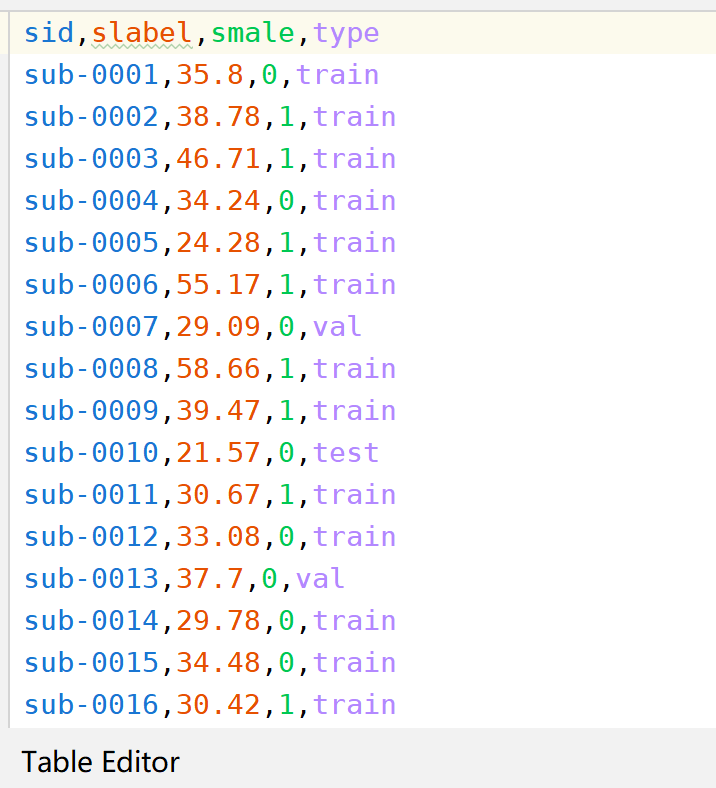 sid,slabel,smale,type
sub-0001,35.8,0,train
sub-0002,38.78,1,train
sub-0003,46.71,1,train
sub-0004,34.24,0,train
sub-0005,24.28,1,train
sub-0006,55.17,1,train
sub-0007,29.09,0,val
sub-0008,58.66,1,train
sub-0009,39.47,1,train
sub-0010,21.57,0,test
sub-0011,30.67,1,train
sub-0012,33.08,0,train
sub-0013,37.7,0,val
sub-0014,29.78,0,train
sub-0015,34.48,0,train
sub-0016,30.42,1,train
Table Editor